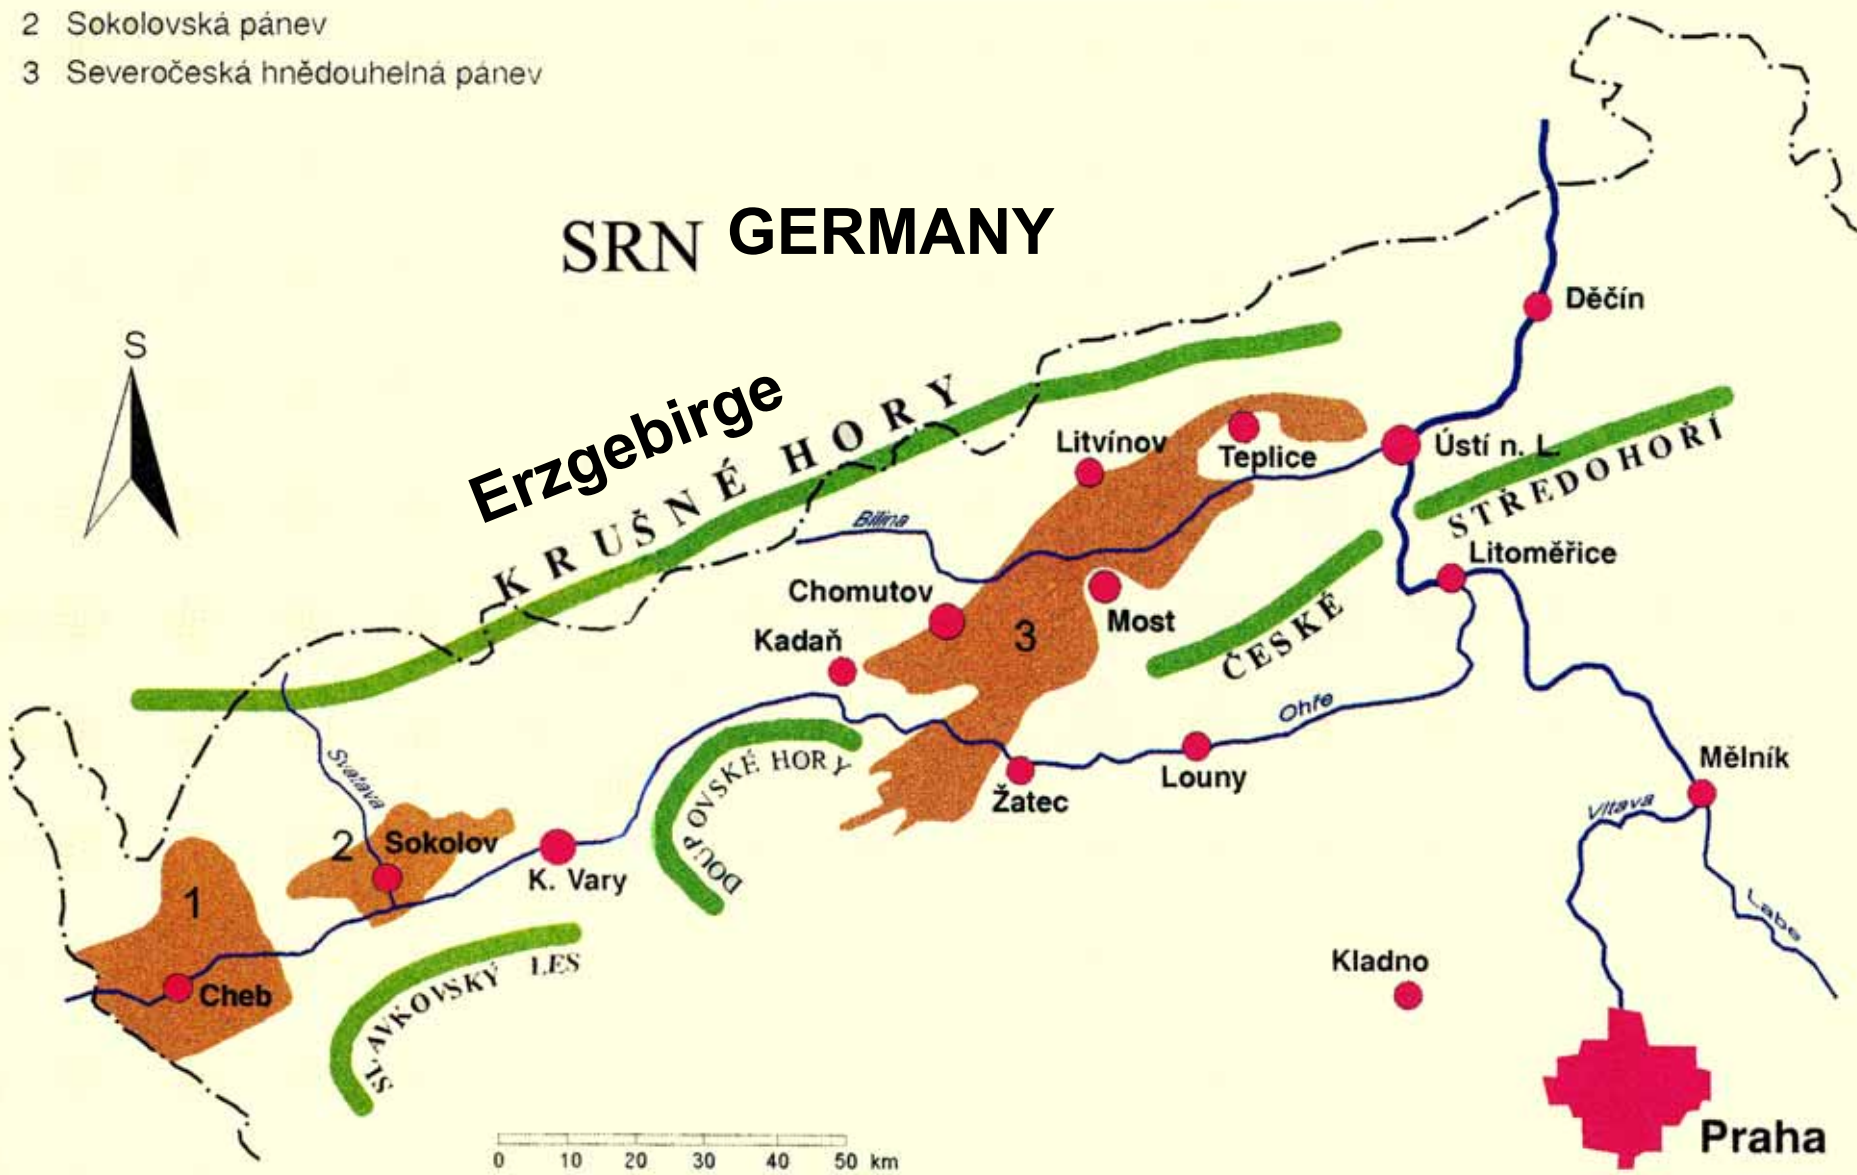 2 Sokolovská pánev
3 Severočeská hnědouhelná pánev
SRN GERMANY
Děčín
S
Erzgebirge
KRUŠNÉ HORY
Litvínov
Teplice
Ústí n. L.
STŘEDOHOŘÍ
Bílina
Litoměřice
Chomutov
Most
3
Kadaň
ČESKÉ
Ohře
Svatava
DOUPOVSKÉ HORY
Žatec
Louny
Mělník
Vltava
2
Sokolov
K. Vary
1
Labe
Cheb
SLAVKOVSKÝ LES
Kladno
Praha
0 10 20 30 40 50 km